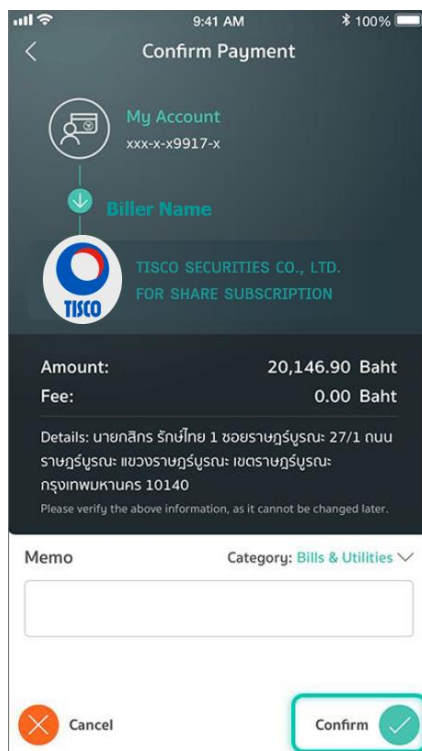 9:41 AM
100%
Confirm Payment
My Account
xxx-x-x9917-x
Biller Name
TISCO
TISCO SECURITIES CO., LTD.
FOR SHARE SUBSCRIPTION
Amount: 20,146.90 Baht
Fee: 0.00 Baht
Details: นายกสิกร รักษ์ไทย 1 ซอยราษฎร์บูรณะ 27/1 ถนน
ราษฎร์บูรณะ แขวงราษฎร์บูรณะ เขตราษฎร์บูรณะ
กรุงเทพมหานคร 10140
Please verify the above information, as it cannot be changed later.
Memo Category: Bills & Utilities
Cancel Confirm